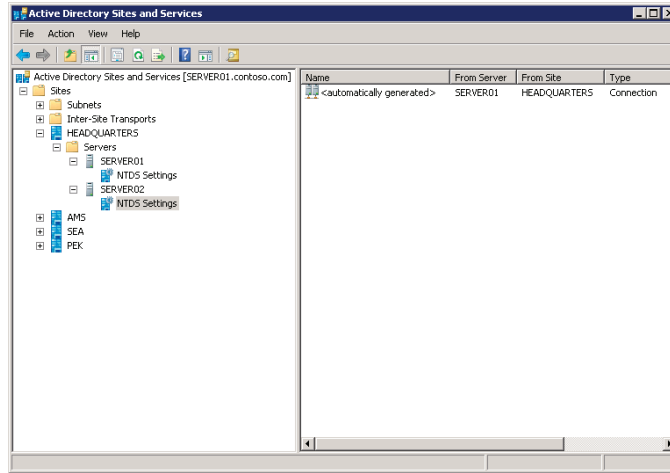 Active Directory Sites and Services
File Action View Help
Active Directory Sites and Services [SERVER01.contoso.com]
Sites
Subnets
Inter-Site Transports
HEADQUARTERS
Servers
SERVER01
NTDS Settings
SERVER02
NTDS Settings
AMS
SEA
PEK
Name From Server From Site Type
<automatically generated> SERVER01 HEADQUARTERS Connection